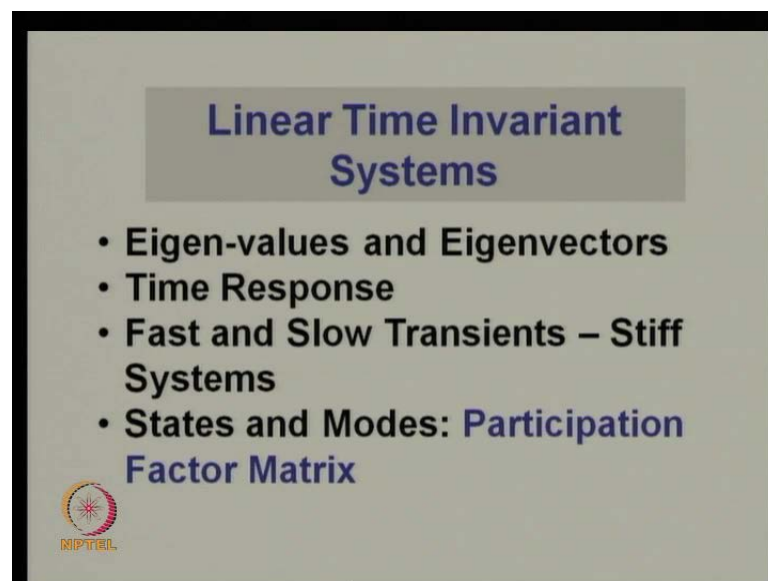 Linear Time Invariant
Systems
• Eigen-values and Eigenvectors
• Time Response
• Fast and Slow Transients – Stiff
Systems
• States and Modes: Participation
Factor Matrix
NPTEL